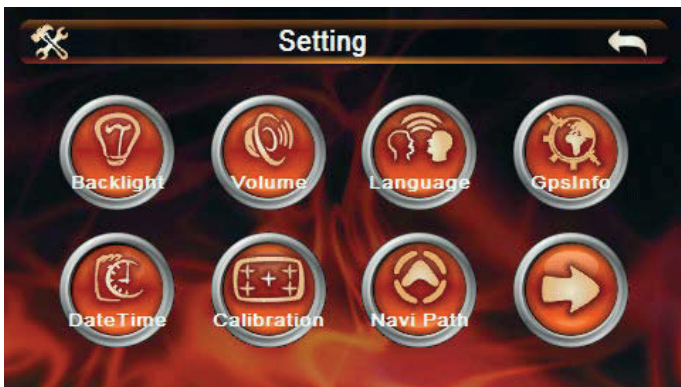 Setting
Backlight
Volume
Language
GpsInfo
DateTime
Calibration
Navi Path